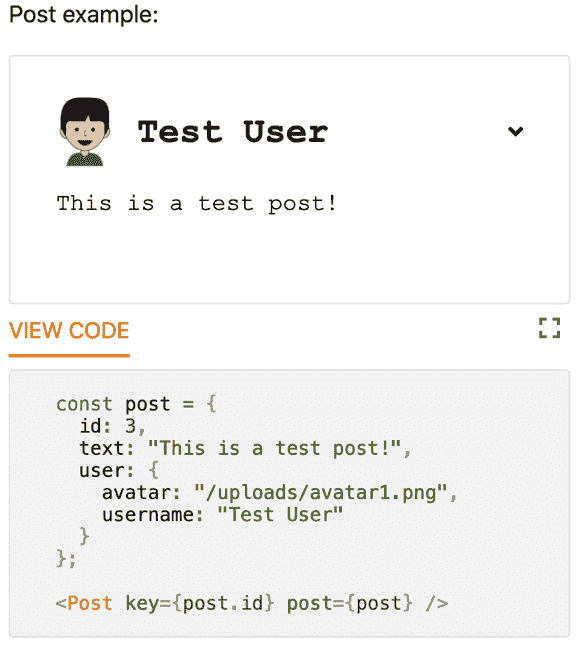 Post example:
Test User
This is a test post!
VIEW CODE
const post = {
  id: 3,
  text: "This is a test post!",
  user: {
    avatar: "/uploads/avatar1.png",
    username: "Test User"
  }
};
<Post key={post.id} post={post} />